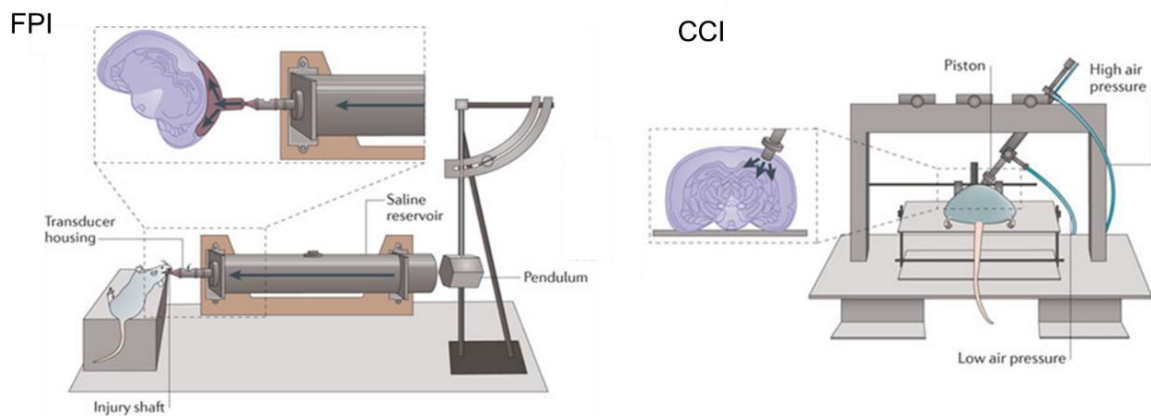 FPI
Transducer
housing
Saline
reservoir
Pendulum
Injury shaft
CCI
Piston
High air
pressure
Low air pressure